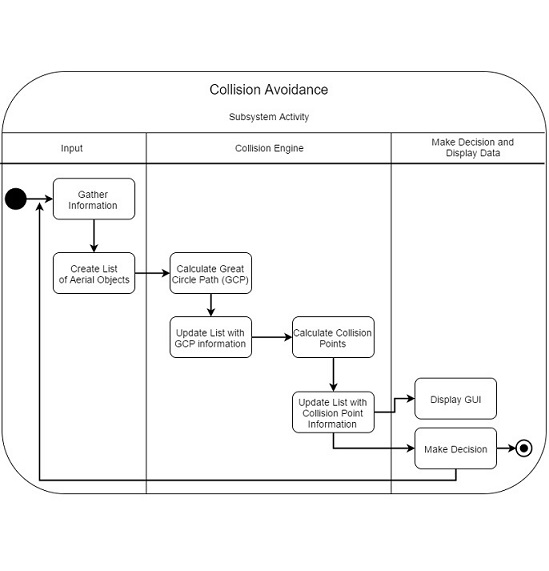 Collision Avoidance
Subsystem Activity
Input
Collision Engine
Make Decision and
Display Data
Gather
Information
Create List
of Aerial Objects
Calculate Great
Circle Path (GCP)
Update List with
GCP information
Calculate Collision
Points
Update List with
Collision Point
Information
Display GUI
Make Decision